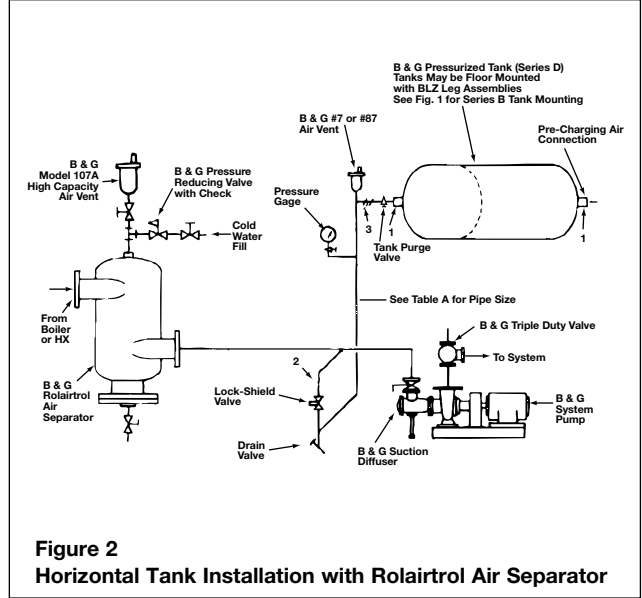 B & G Pressurized Tank (Series D)
Tanks May be Floor Mounted
with BLZ Leg Assemblies
See Fig. 1 for Series B Tank Mounting
B & G #7 or #87
Air Vent
Pre-Charging Air
Connection
B & G
Model 107A
High Capacity
Air Vent
B & G Pressure
Reducing Valve
with Check
Pressure
Gage
Cold
Water
Fill
3
1
Tank Purge
Valve
1
From
Boiler
or HX
See Table A for Pipe Size
B & G Triple Duty Valve
To System
2
B & G
Rolairtrol
Air
Separator
Lock-Shield
Valve
B & G
System
Pump
Drain
Valve
B & G Suction
Diffuser
Figure 2
Horizontal Tank Installation with Rolairtrol Air Separator